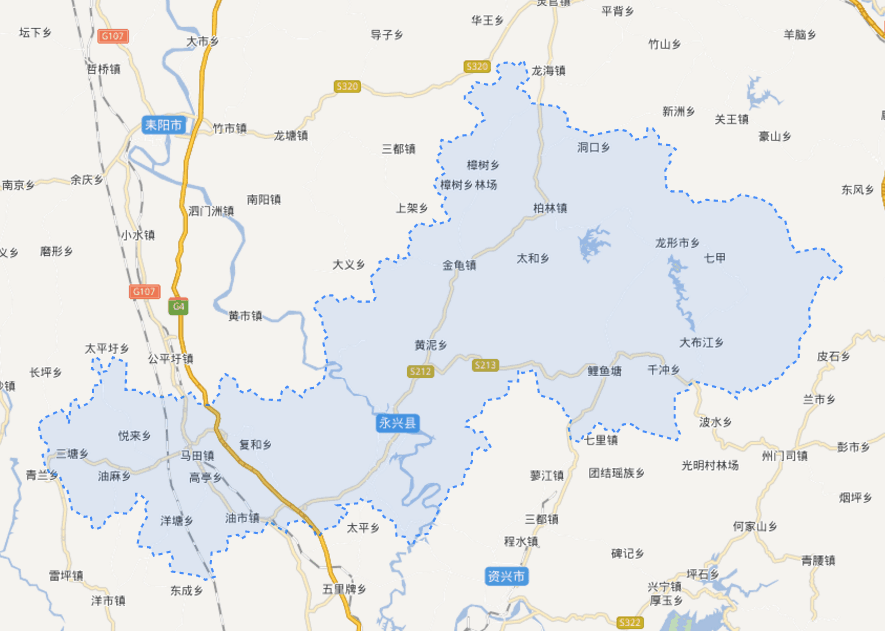 灵官镇
平背乡
华王乡
坛下乡
G107
大市乡
导子乡
羊脑乡
竹山乡
哲桥镇
S320
龙海镇
S320
新洲乡
关王镇
耒阳市
竹市镇
龙塘镇
豪山乡
三都镇
洞口乡
樟树乡
南京乡
余庆乡
樟树乡林场
东风乡
南阳镇
泗门洲镇
上架乡
柏林镇
小水镇
龙形市乡
义乡
磨形乡
太和乡
七甲
大义乡
金龟镇
G107
G4
黄市镇
太平圩乡
黄泥乡
大布江乡
公平圩镇
皮石乡
长坪乡
S212
S213
鲤鱼塘
千冲乡
沙镇
兰市乡
永兴县
波水乡
悦来乡
复和乡
七里镇
彭市乡
三塘乡
马田镇
州门司镇
光明村林场
青兰乡
油麻乡
高亭乡
蓼江镇
团结瑶族乡
烟坪乡
洋塘乡
油市镇
太平乡
三都镇
何家山乡
程水镇
碑记乡
青腰镇
雷坪镇
资兴市
坪石乡
东成乡
五里牌乡
兴宁镇
洋市镇
厚玉乡
S322